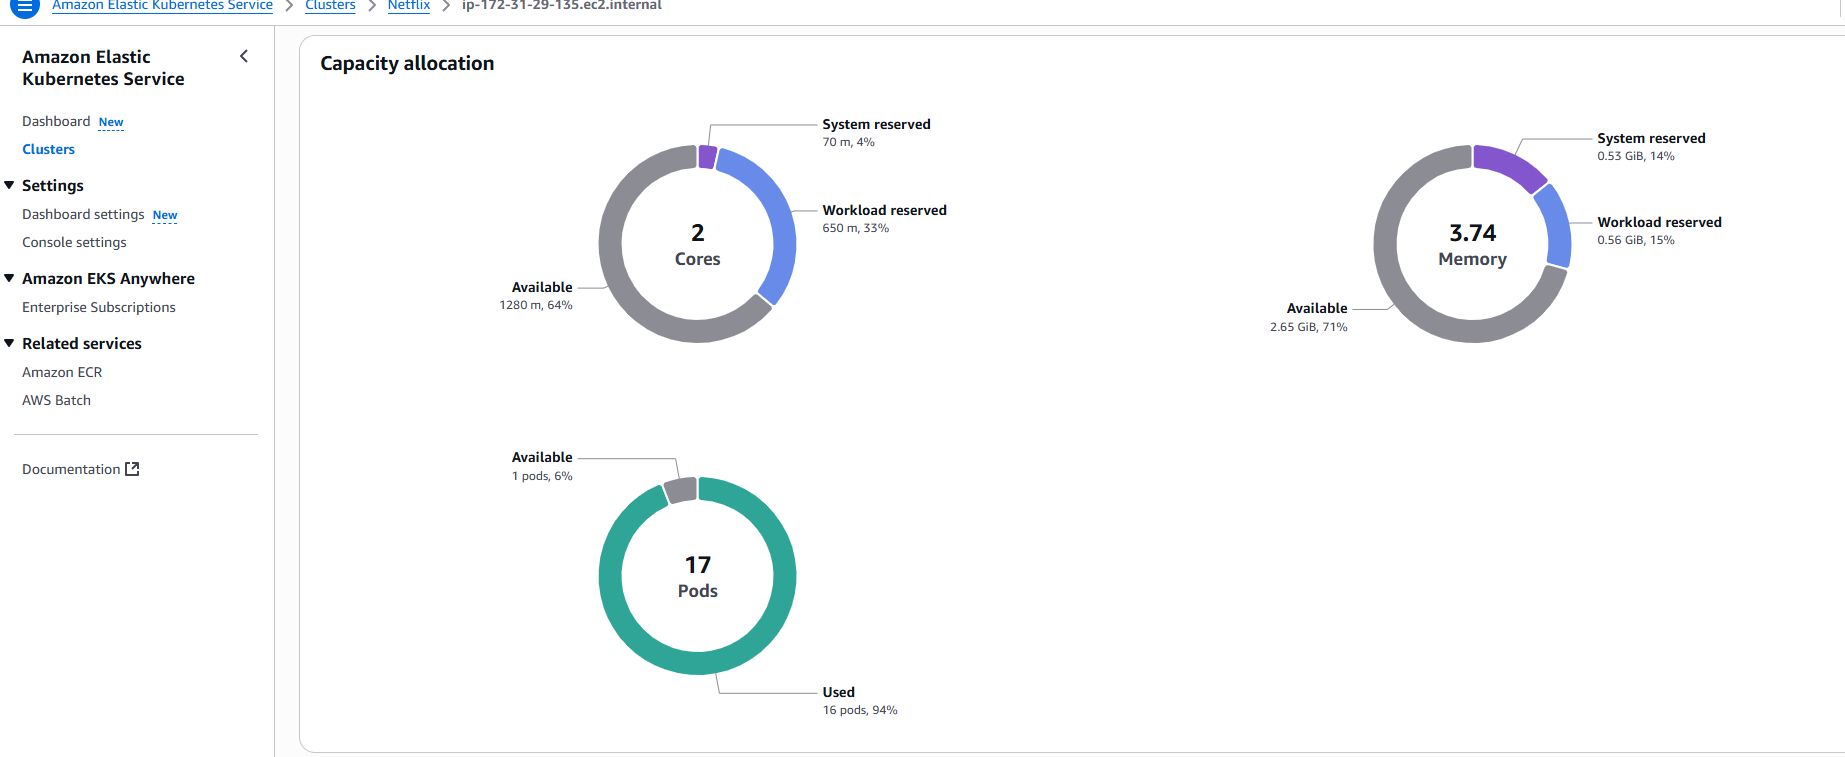 Amazon Elastic Kubernetes Service > Clusters > Netflix > ip-172-31-29-135.ec2.internal
Amazon Elastic
Kubernetes Service
Dashboard New
Clusters
Settings
Dashboard settings New
Console settings
Amazon EKS Anywhere
Enterprise Subscriptions
Related services
Amazon ECR
AWS Batch
Documentation
Capacity allocation
System reserved
70 m, 4%
Workload reserved
650 m, 33%
2
Cores
Available
1280 m, 64%
System reserved
0.53 GiB, 14%
Workload reserved
0.56 GiB, 15%
3.74
Memory
Available
2.65 GiB, 71%
Available
1 pods, 6%
17
Pods
Used
16 pods, 94%